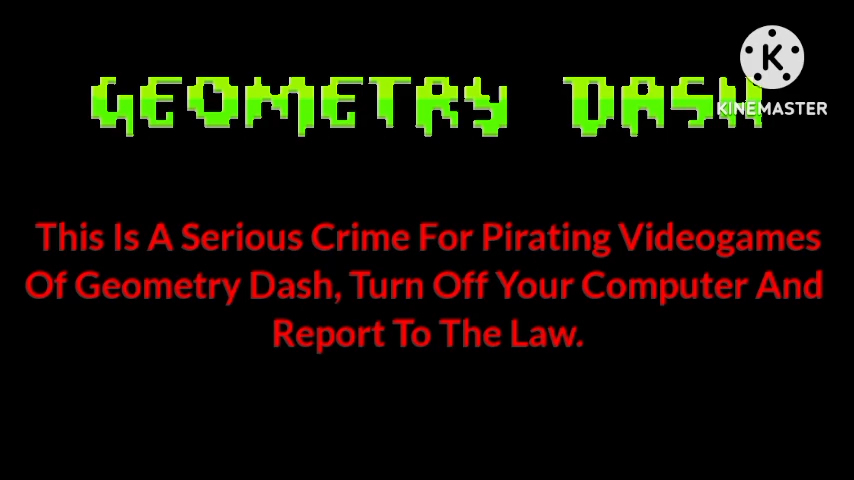 GEOMETRY DASH
K
KINEMASTER
This Is A Serious Crime For Pirating Videogames
Of Geometry Dash, Turn Off Your Computer And
Report To The Law.